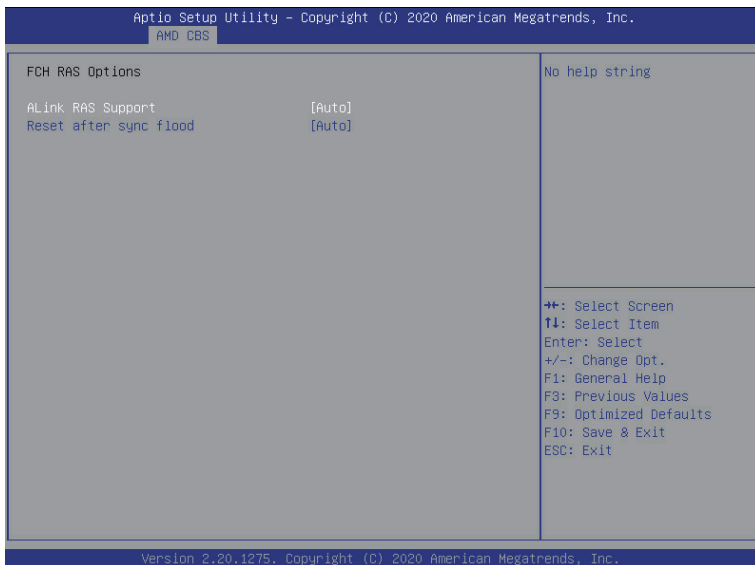 Aptio Setup Utility – Copyright (C) 2020 American Megatrends, Inc.
AMD CBS
FCH RAS Options
ALink RAS Support [Auto]
Reset after sync flood [Auto]
No help string
→←: Select Screen
↑↓: Select Item
Enter: Select
+/-: Change Opt.
F1: General Help
F3: Previous Values
F9: Optimized Defaults
F10: Save & Exit
ESC: Exit
Version 2.20.1275. Copyright (C) 2020 American Megatrends, Inc.